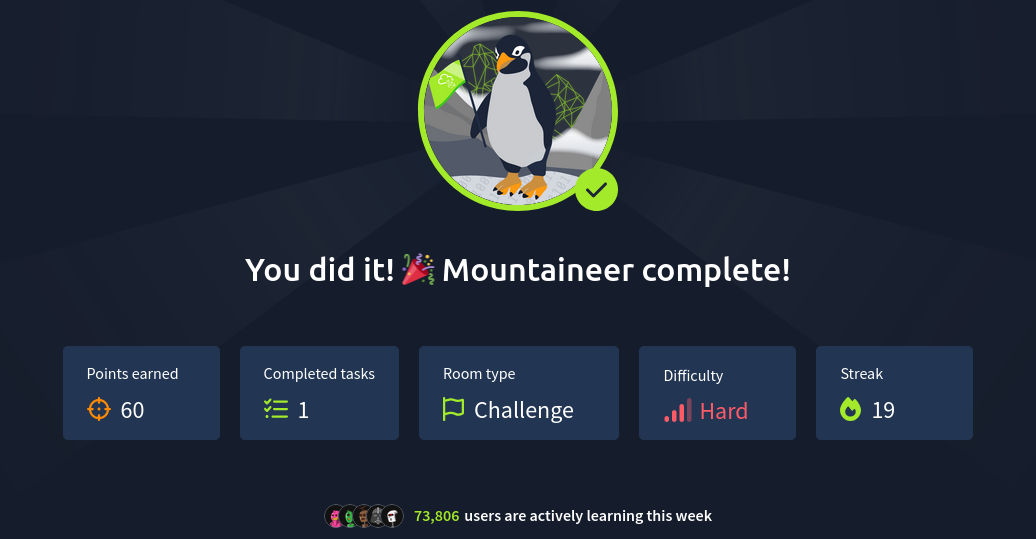 You did it! 🎉 Mountaineer complete!
Points earned
60
Completed tasks
1
Room type
Challenge
Difficulty
Hard
Streak
19
73,806 users are actively learning this week